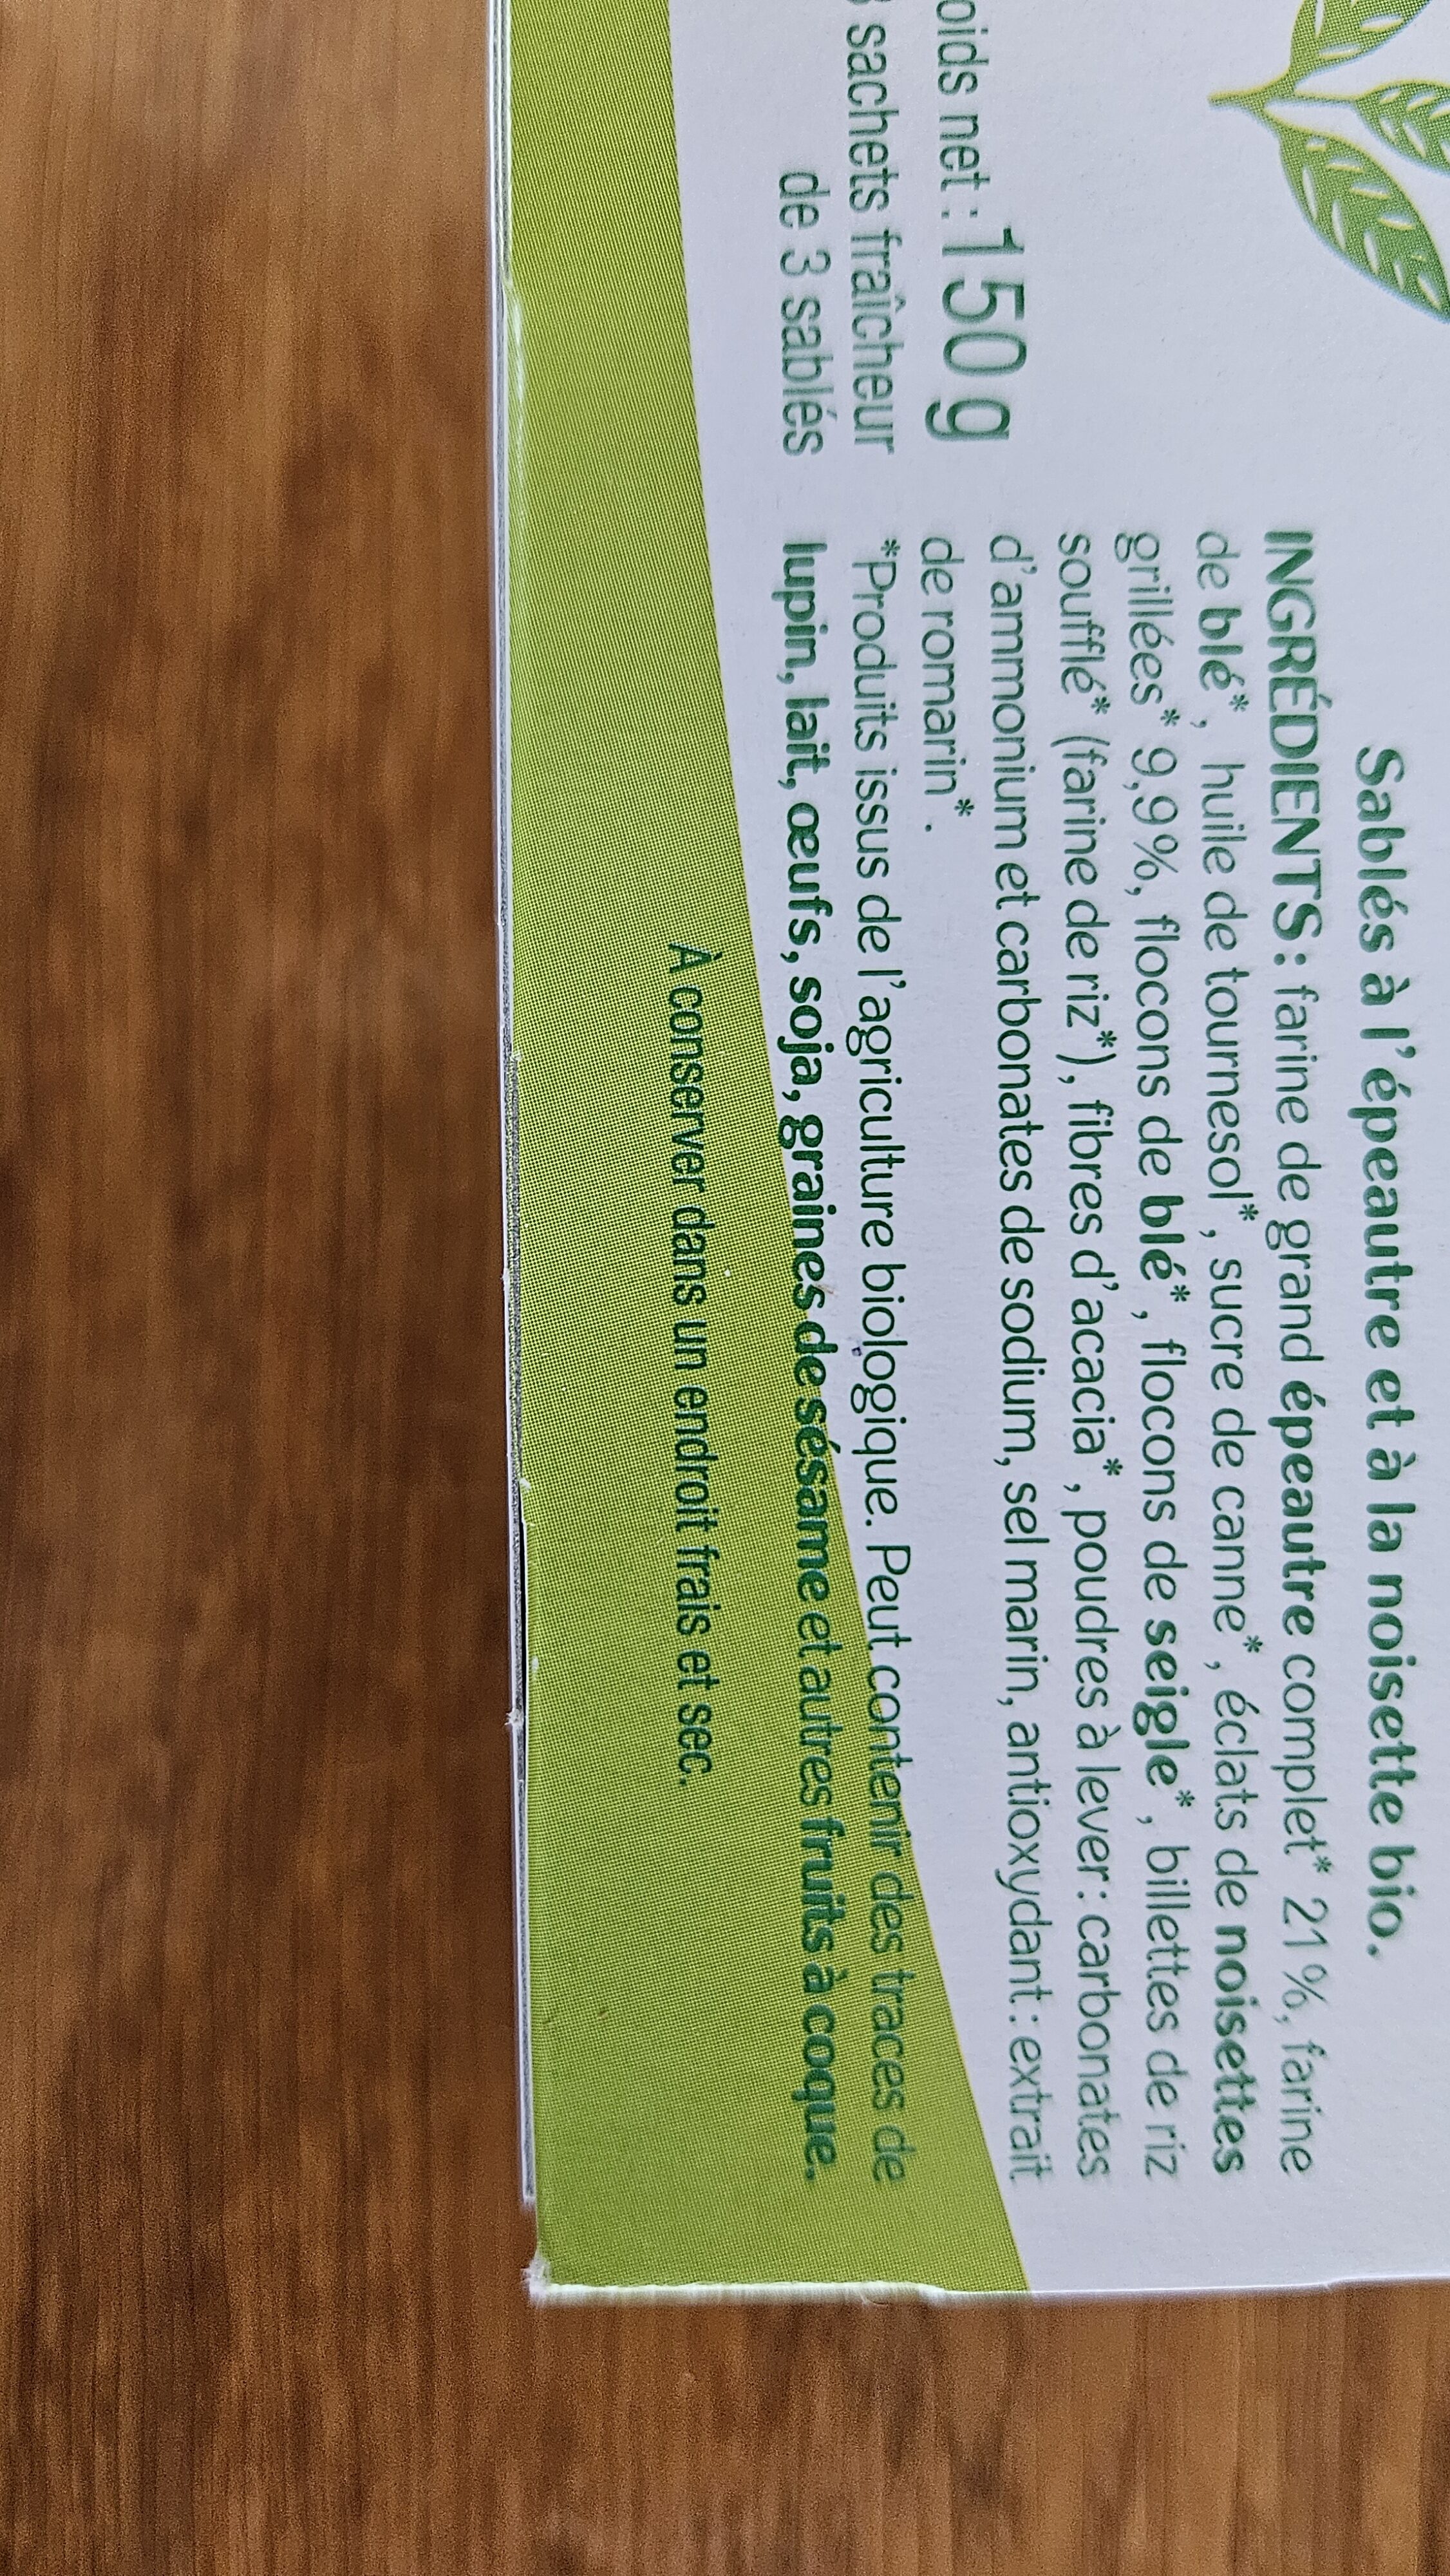 Sablés à l'épeautre et à la noisette bio.
INGRÉDIENTS : farine de grand épeautre complet* 21 %, farine
de blé*, huile de tournesol*, sucre de canne*, éclats de noisettes
grillées* 9,9 %, flocons de blé*, flocons de seigle*, billettes de riz
soufflé* (farine de riz*), fibres d'acacia*, poudres à lever : carbonates
d'ammonium et carbonates de sodium, sel marin, antioxydant : extrait
de romarin*.
*Produits issus de l'agriculture biologique. Peut contenir des traces de
lupin, lait, œufs, soja, graines de sésame et autres fruits à coque.
net : 150 g
sachets fraîcheur
de 3 sablés
À conserver dans un endroit frais et sec.